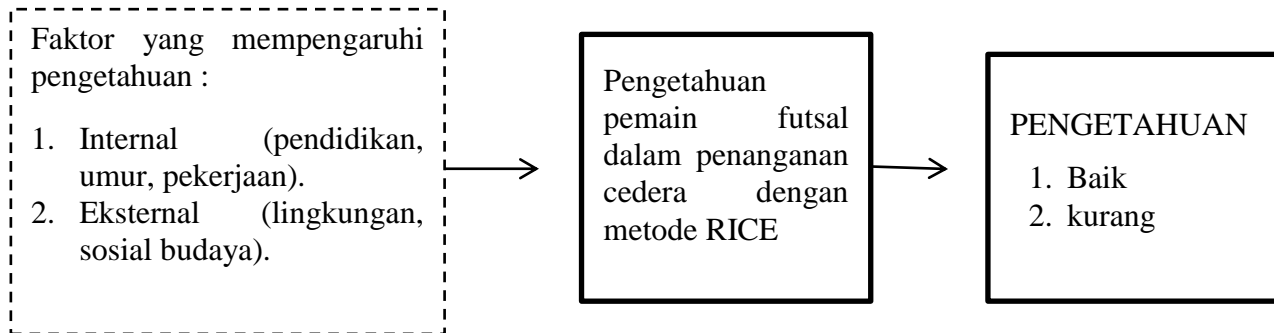 Faktor yang mempengaruhi
pengetahuan :
1. Internal (pendidikan,
umur, pekerjaan).
2. Eksternal (lingkungan,
sosial budaya).
Pengetahuan
pemain futsal
dalam penanganan
cedera dengan
metode RICE
PENGETAHUAN
1. Baik
2. kurang